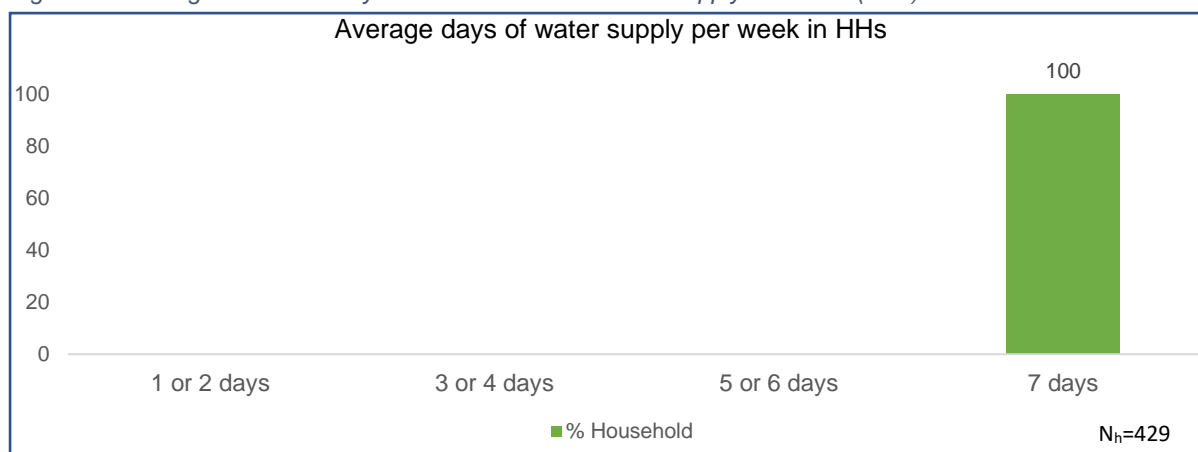 Average days of water supply per week in HHs
100
100
80
60
40
20
0
1 or 2 days 3 or 4 days 5 or 6 days 7 days
% Household
Nh=429